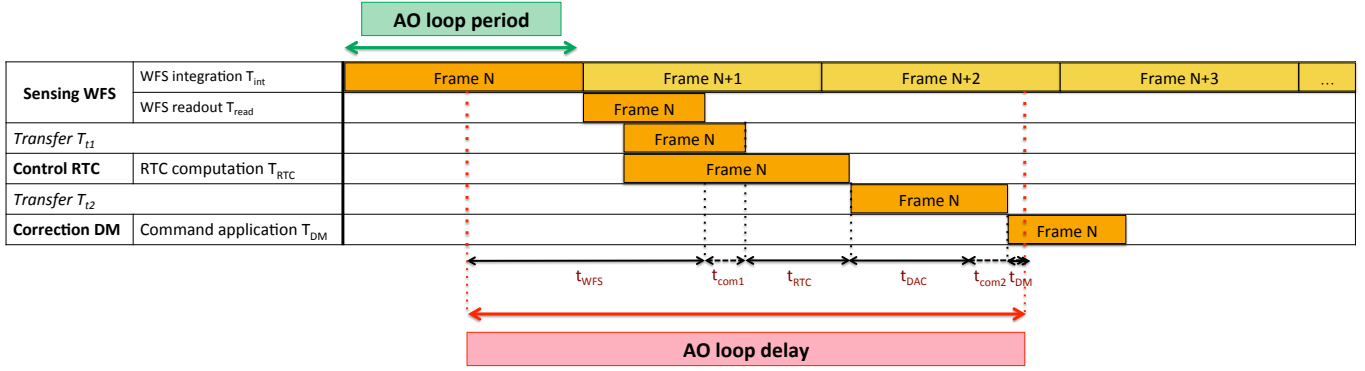 AO loop period
Sensing WFS
WFS integration T_int
Frame N
Frame N+1
Frame N+2
Frame N+3
...
WFS readout T_read
Frame N
Transfer T_t1
Frame N
Control RTC
RTC computation T_RTC
Frame N
Transfer T_t2
Frame N
Correction DM
Command application T_DM
Frame N
t_WFS
t_com1
t_RTC
t_DAC
t_com2
t_DM
AO loop delay